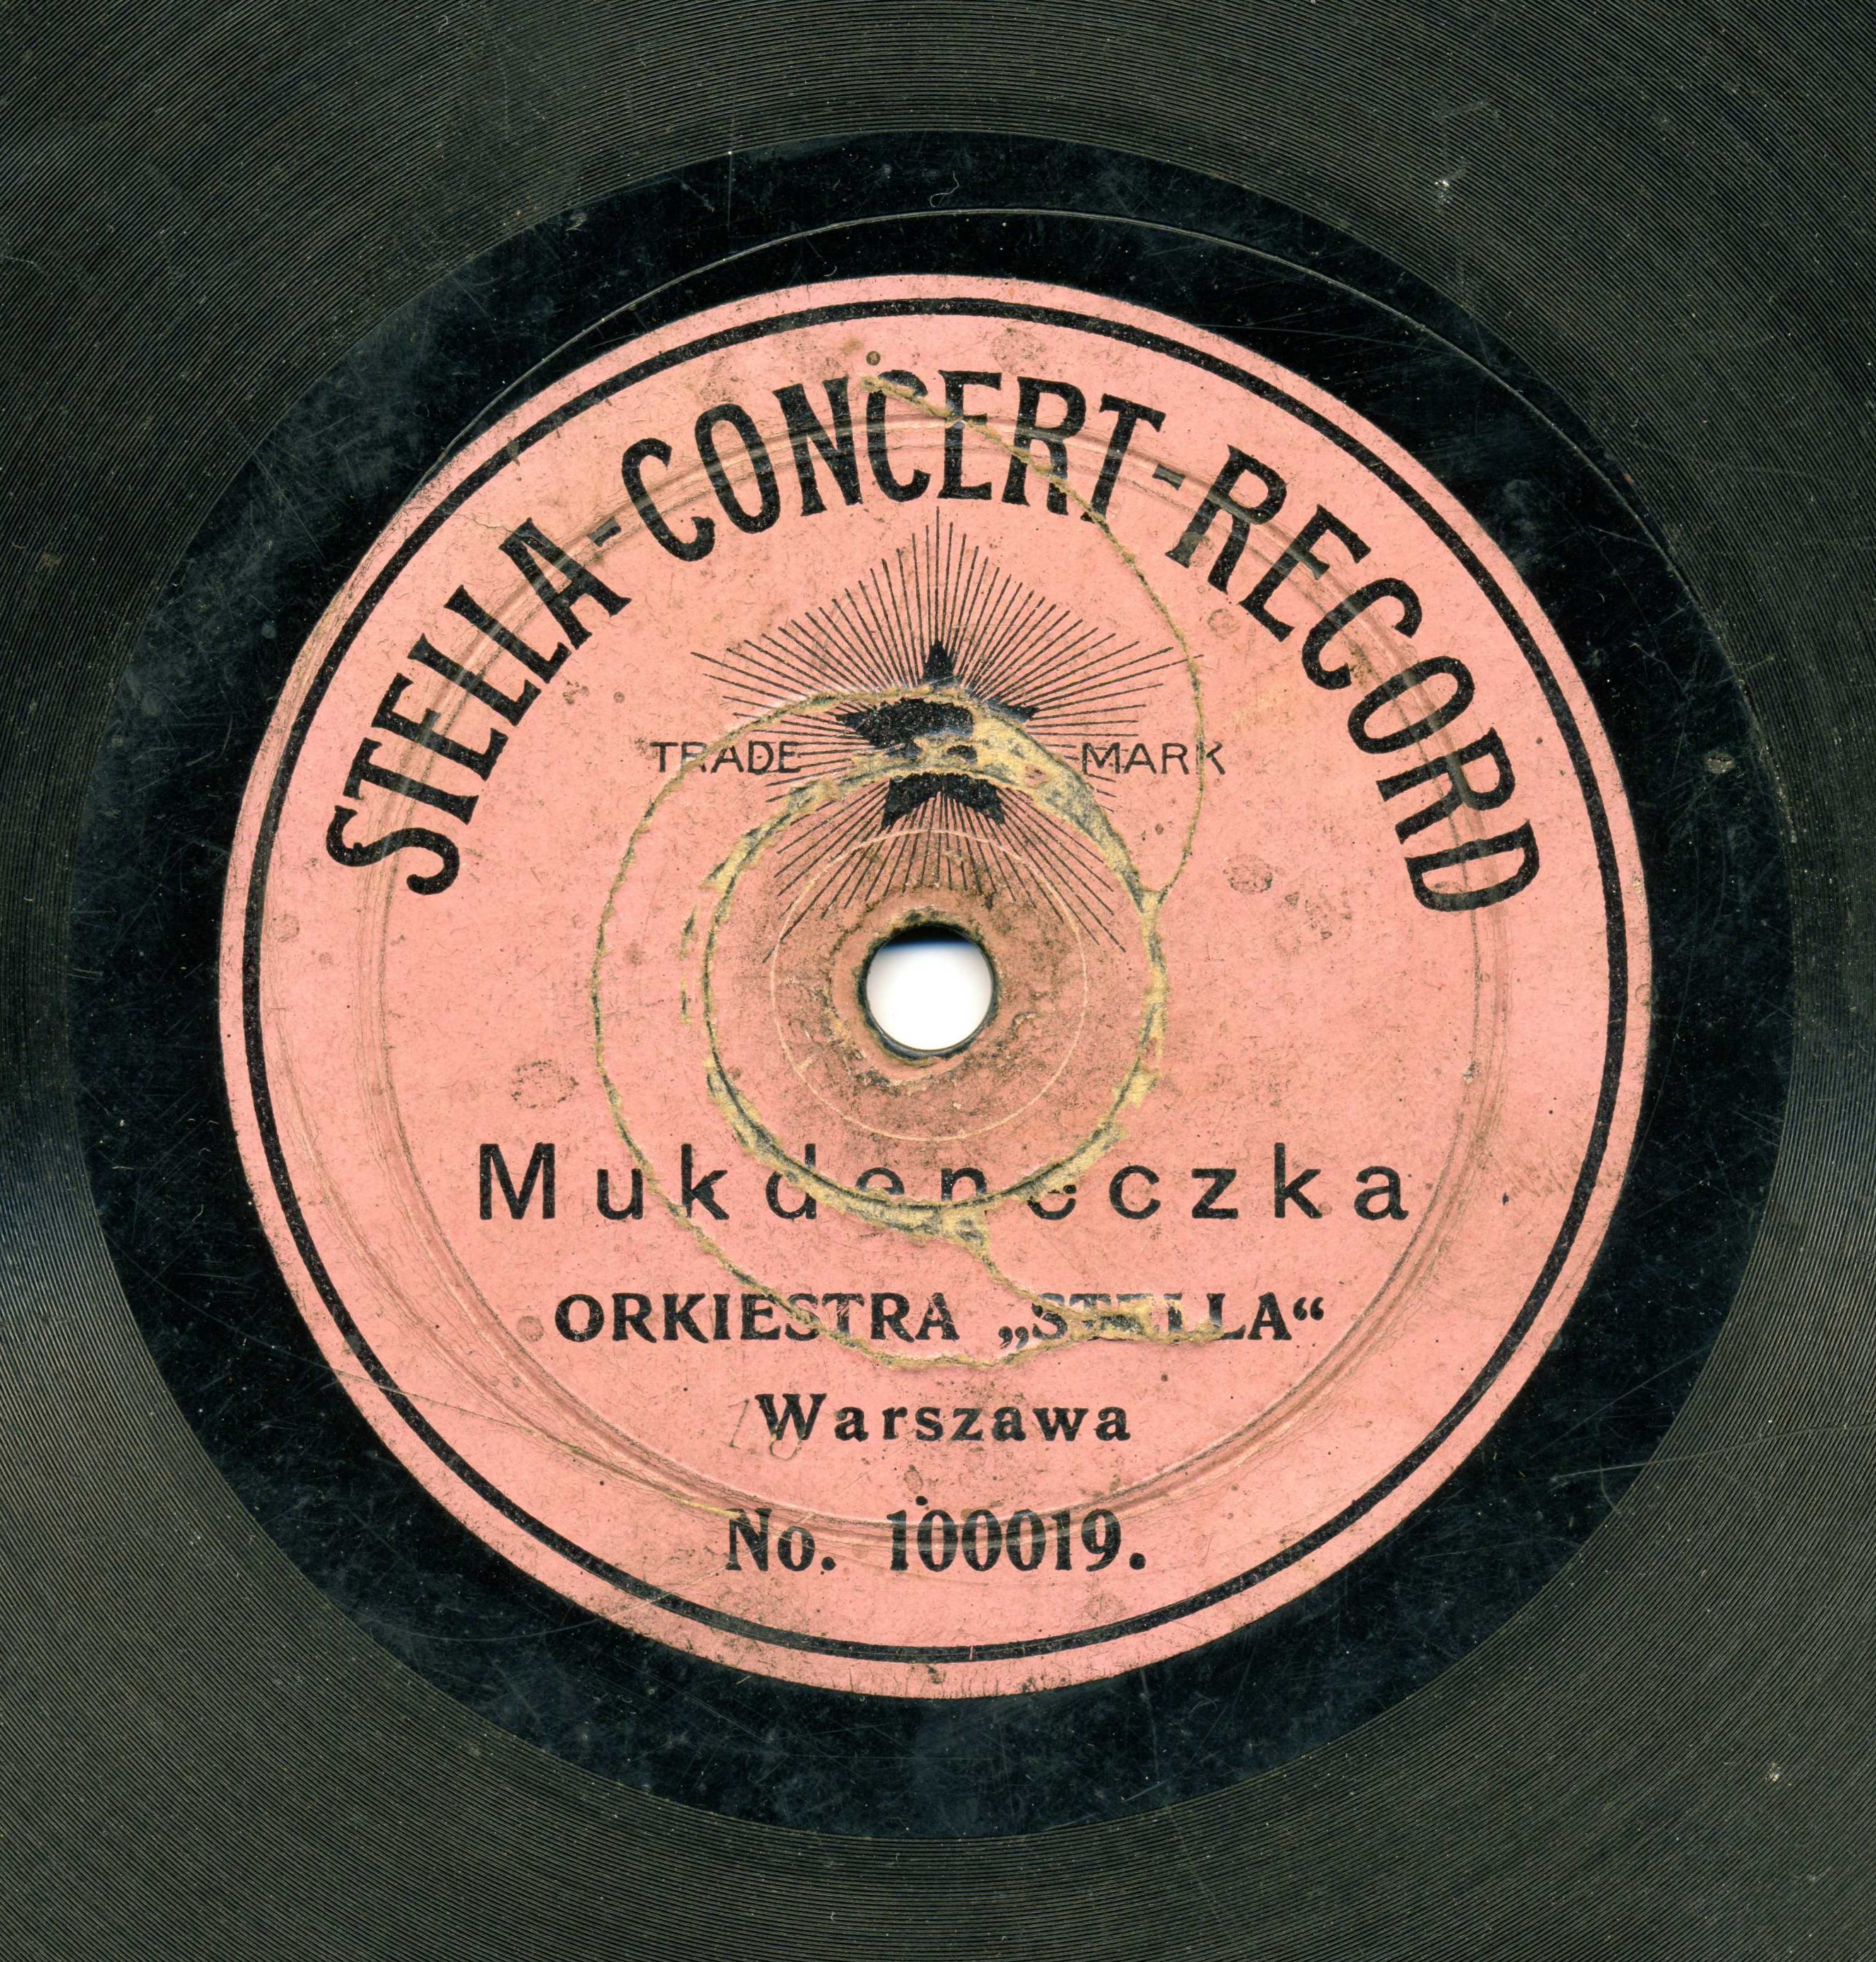 STELLA-CONCERT-RECORD
TRADE MARK
Mukdeneczka
ORKIESTRA „STELLA“
Warszawa
No. 100019.